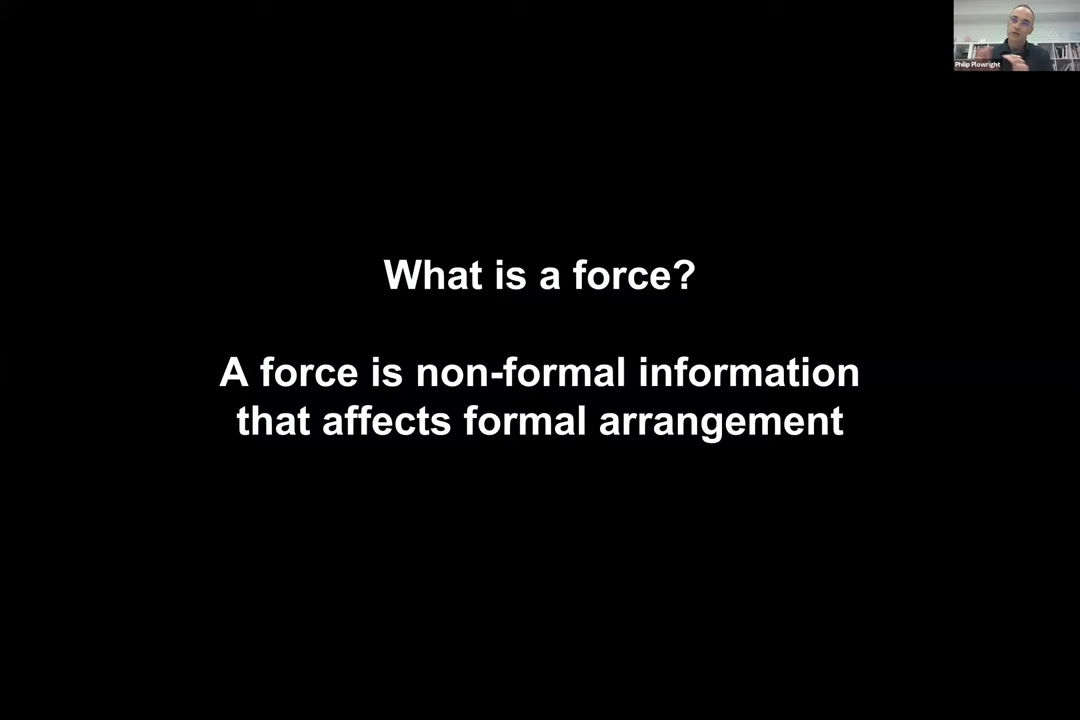 Philip Plowright
What is a force?
A force is non-formal information
that affects formal arrangement